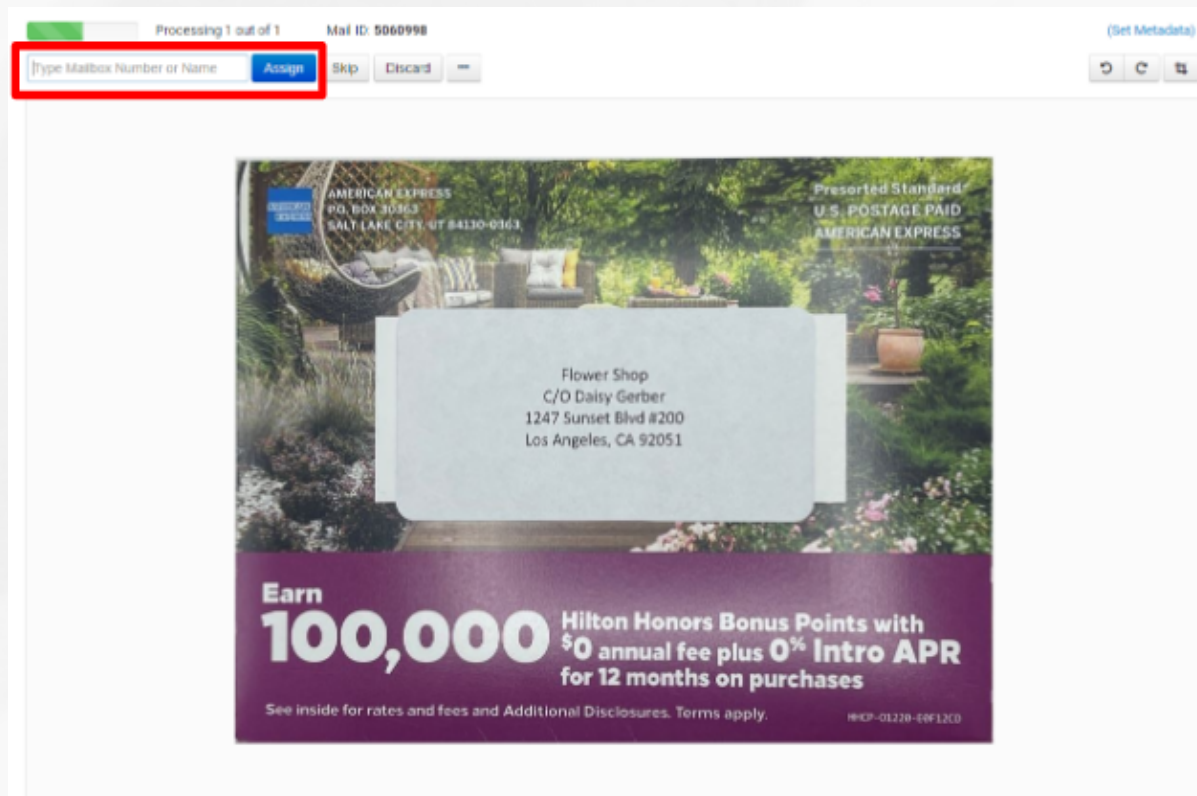 Processing 1 out of 1
Mail ID: 5060998
(Set Metadata)
Type Mailbox Number or Name
Assign
Skip
Discard
AMERICAN EXPRESS
P.O. BOX 30363
SALT LAKE CITY, UT 84130-0363
Presorted Standard
U.S. POSTAGE PAID
AMERICAN EXPRESS
AMERICAN
EXPRESS
Flower Shop
C/O Daisy Gerber
1247 Sunset Blvd #200
Los Angeles, CA 92051
Earn
100,000
Hilton Honors Bonus Points with
$0 annual fee plus 0% Intro APR
for 12 months on purchases
See inside for rates and fees and Additional Disclosures. Terms apply.